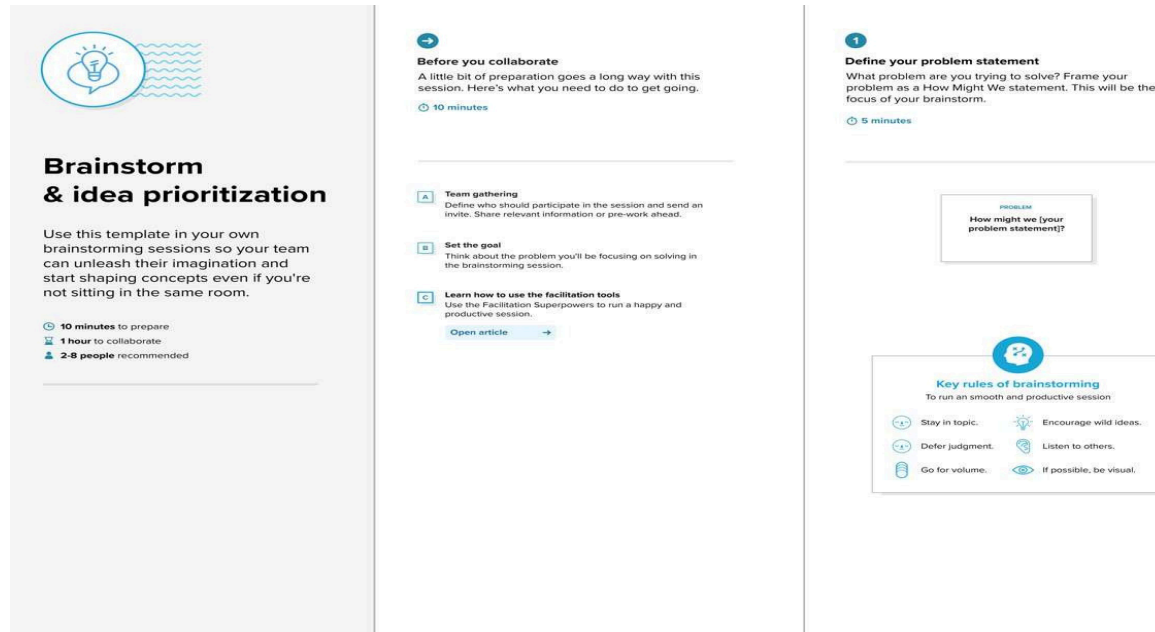 Brainstorm
& idea prioritization
Use this template in your own
brainstorming sessions so your team
can unleash their imagination and
start shaping concepts even if you're
not sitting in the same room.
10 minutes to prepare
1 hour to collaborate
2-8 people recommended
Before you collaborate
A little bit of preparation goes a long way with this
session. Here's what you need to do to get going.
10 minutes
A
Team gathering
Define who should participate in the session and send an
invite. Share relevant information or pre-work ahead.
B
Set the goal
Think about the problem you'll be focusing on solving in
the brainstorming session.
C
Learn how to use the facilitation tools
Use the Facilitation Superpowers to run a happy and
productive session.
Open article
1
Define your problem statement
What problem are you trying to solve? Frame your
problem as a How Might We statement. This will be the
focus of your brainstorm.
5 minutes
PROBLEM
How might we [your
problem statement]?
Key rules of brainstorming
To run an smooth and productive session
Stay in topic. Encourage wild ideas.
Defer judgment. Listen to others.
Go for volume. If possible, be visual.